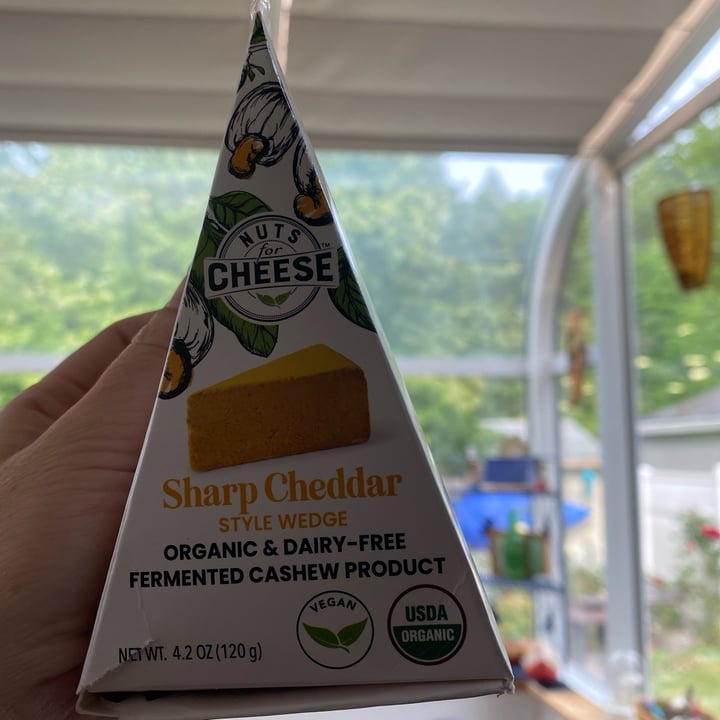 NUTS
for
CHEESE™
Sharp Cheddar
STYLE WEDGE
ORGANIC & DAIRY-FREE
FERMENTED CASHEW PRODUCT
VEGAN
USDA
ORGANIC
NET WT. 4.2 OZ (120 g)